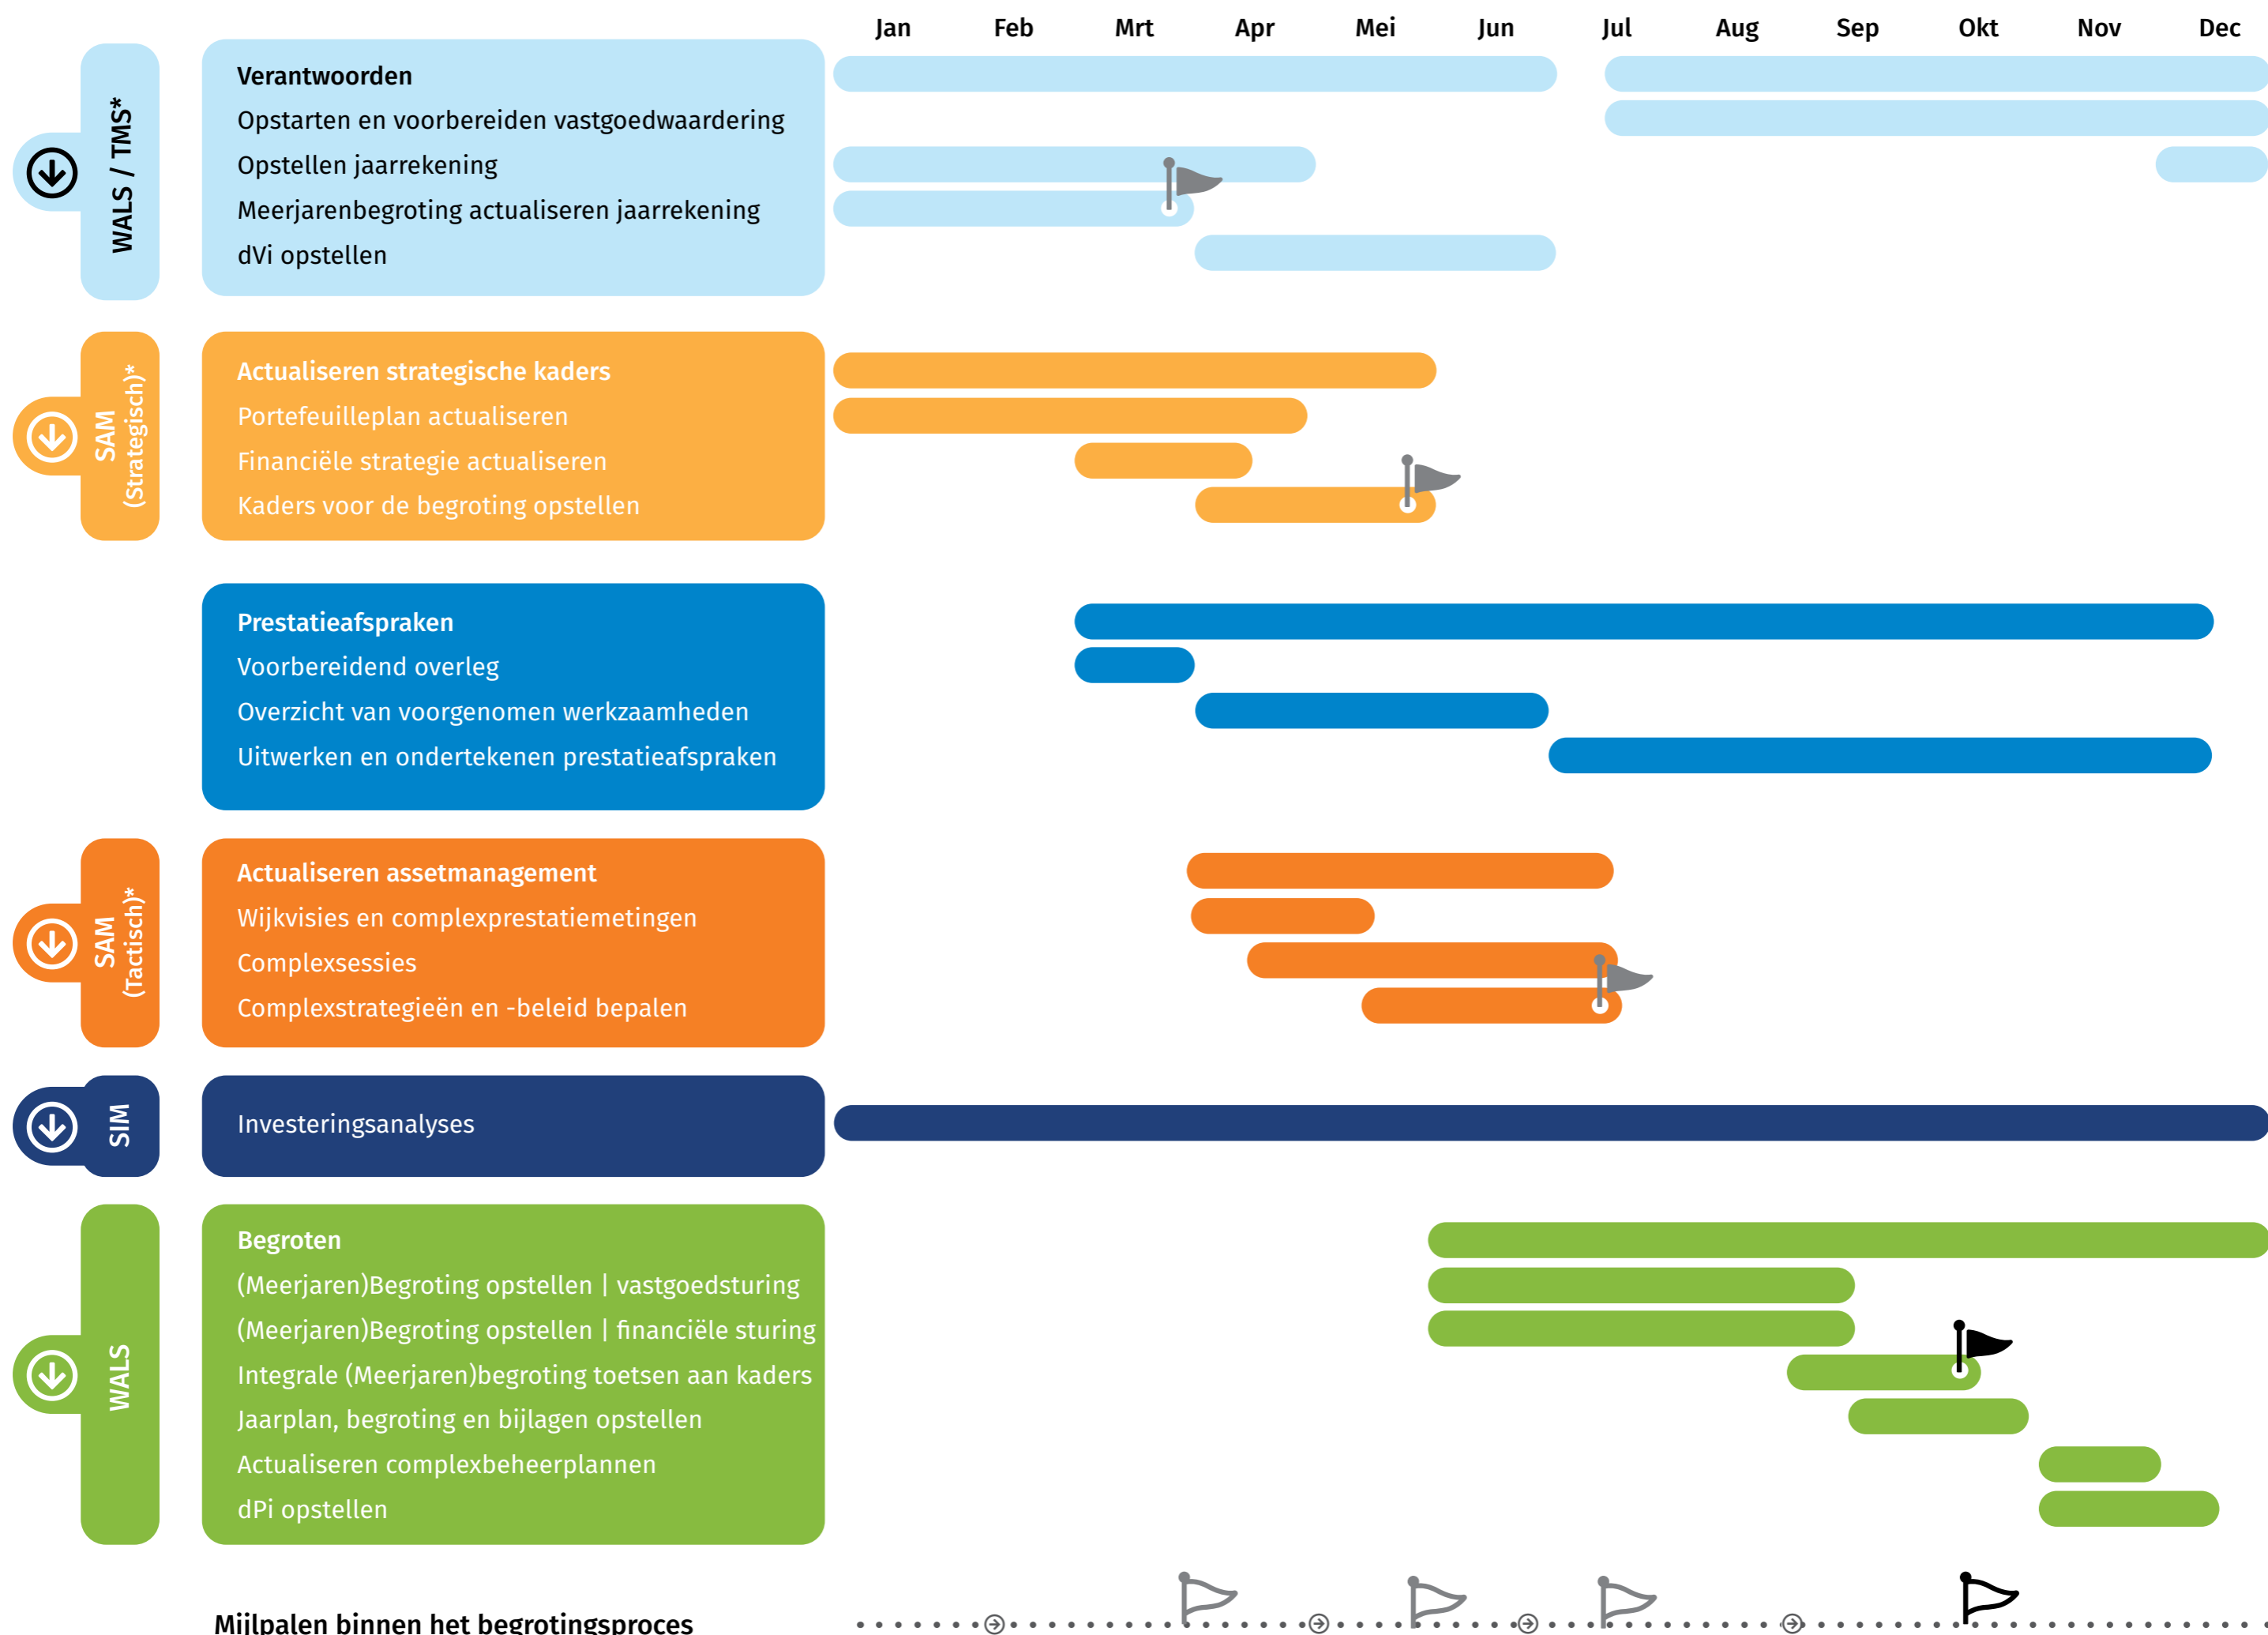 Jan Feb Mrt Apr Mei Jun Jul Aug Sep Okt Nov Dec
WALS / TMS*
Verantwoorden
Opstarten en voorbereiden vastgoedwaardering
Opstellen jaarrekening
Meerjarenbegroting actualiseren jaarrekening
dVi opstellen
SAM
(Strategisch)*
Actualiseren strategische kaders
Portefeuilleplan actualiseren
Financiële strategie actualiseren
Kaders voor de begroting opstellen
Prestatieafspraken
Voorbereidend overleg
Overzicht van voorgenomen werkzaamheden
Uitwerken en ondertekenen prestatieafspraken
SAM
(Tactisch)*
Actualiseren assetmanagement
Wijkvisies en complexprestatiemetingen
Complexsessies
Complexstrategieën en -beleid bepalen
SIM
Investeringsanalyses
WALS
Begroten
(Meerjaren)Begroting opstellen | vastgoedsturing
(Meerjaren)Begroting opstellen | financiële sturing
Integrale (Meerjaren)begroting toetsen aan kaders
Jaarplan, begroting en bijlagen opstellen
Actualiseren complexbeheerplannen
dPi opstellen
Mijlpalen binnen het begrotingsproces